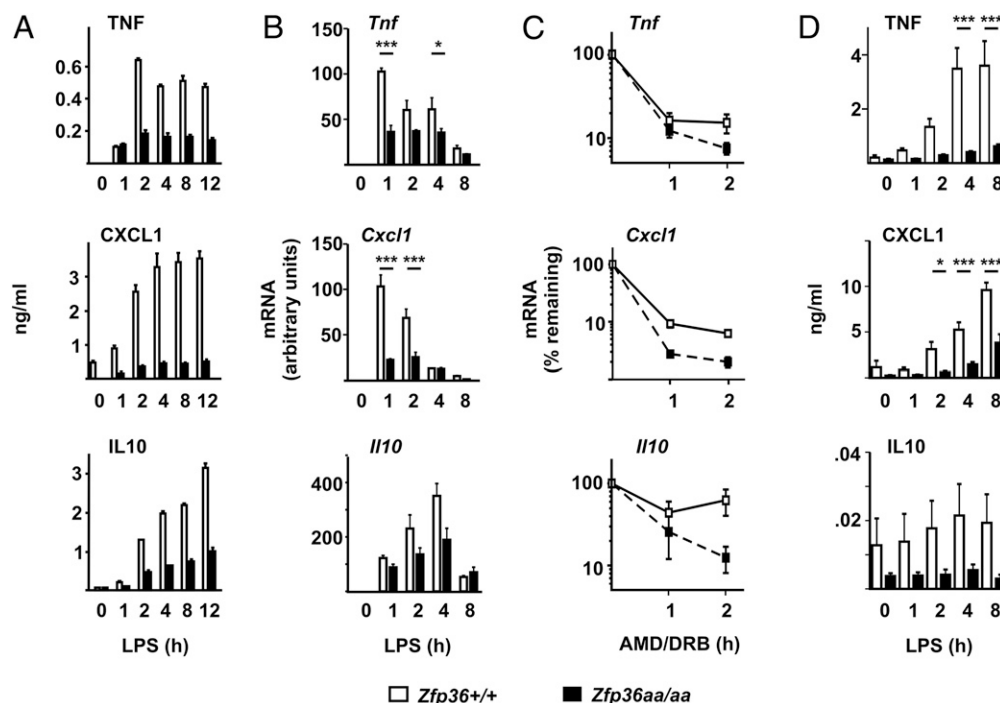 A
TNF
0.6
0.4
0.2
0 1 2 4 8 12
CXCL1
ng/ml
3
1
0 1 2 4 8 12
IL10
3
2
1
0 1 2 4 8 12
LPS (h)
B
Tnf
150
100
50
*** *
0 1 2 4 8
Cxcl1
mRNA
(arbitrary units)
150
100
50
*** ***
0 1 2 4 8
Il10
400
200
0 1 2 4 8
LPS (h)
C
Tnf
100
10
1 2
Cxcl1
mRNA
(% remaining)
100
10
1 2
Il10
100
10
1 2
AMD/DRB (h)
D
TNF
*** ***
4
2
0 1 2 4 8
CXCL1
ng/ml
* *** ***
10
5
0 1 2 4 8
IL10
.04
.02
0 1 2 4 8
LPS (h)
Zfp36+/+ Zfp36aa/aa